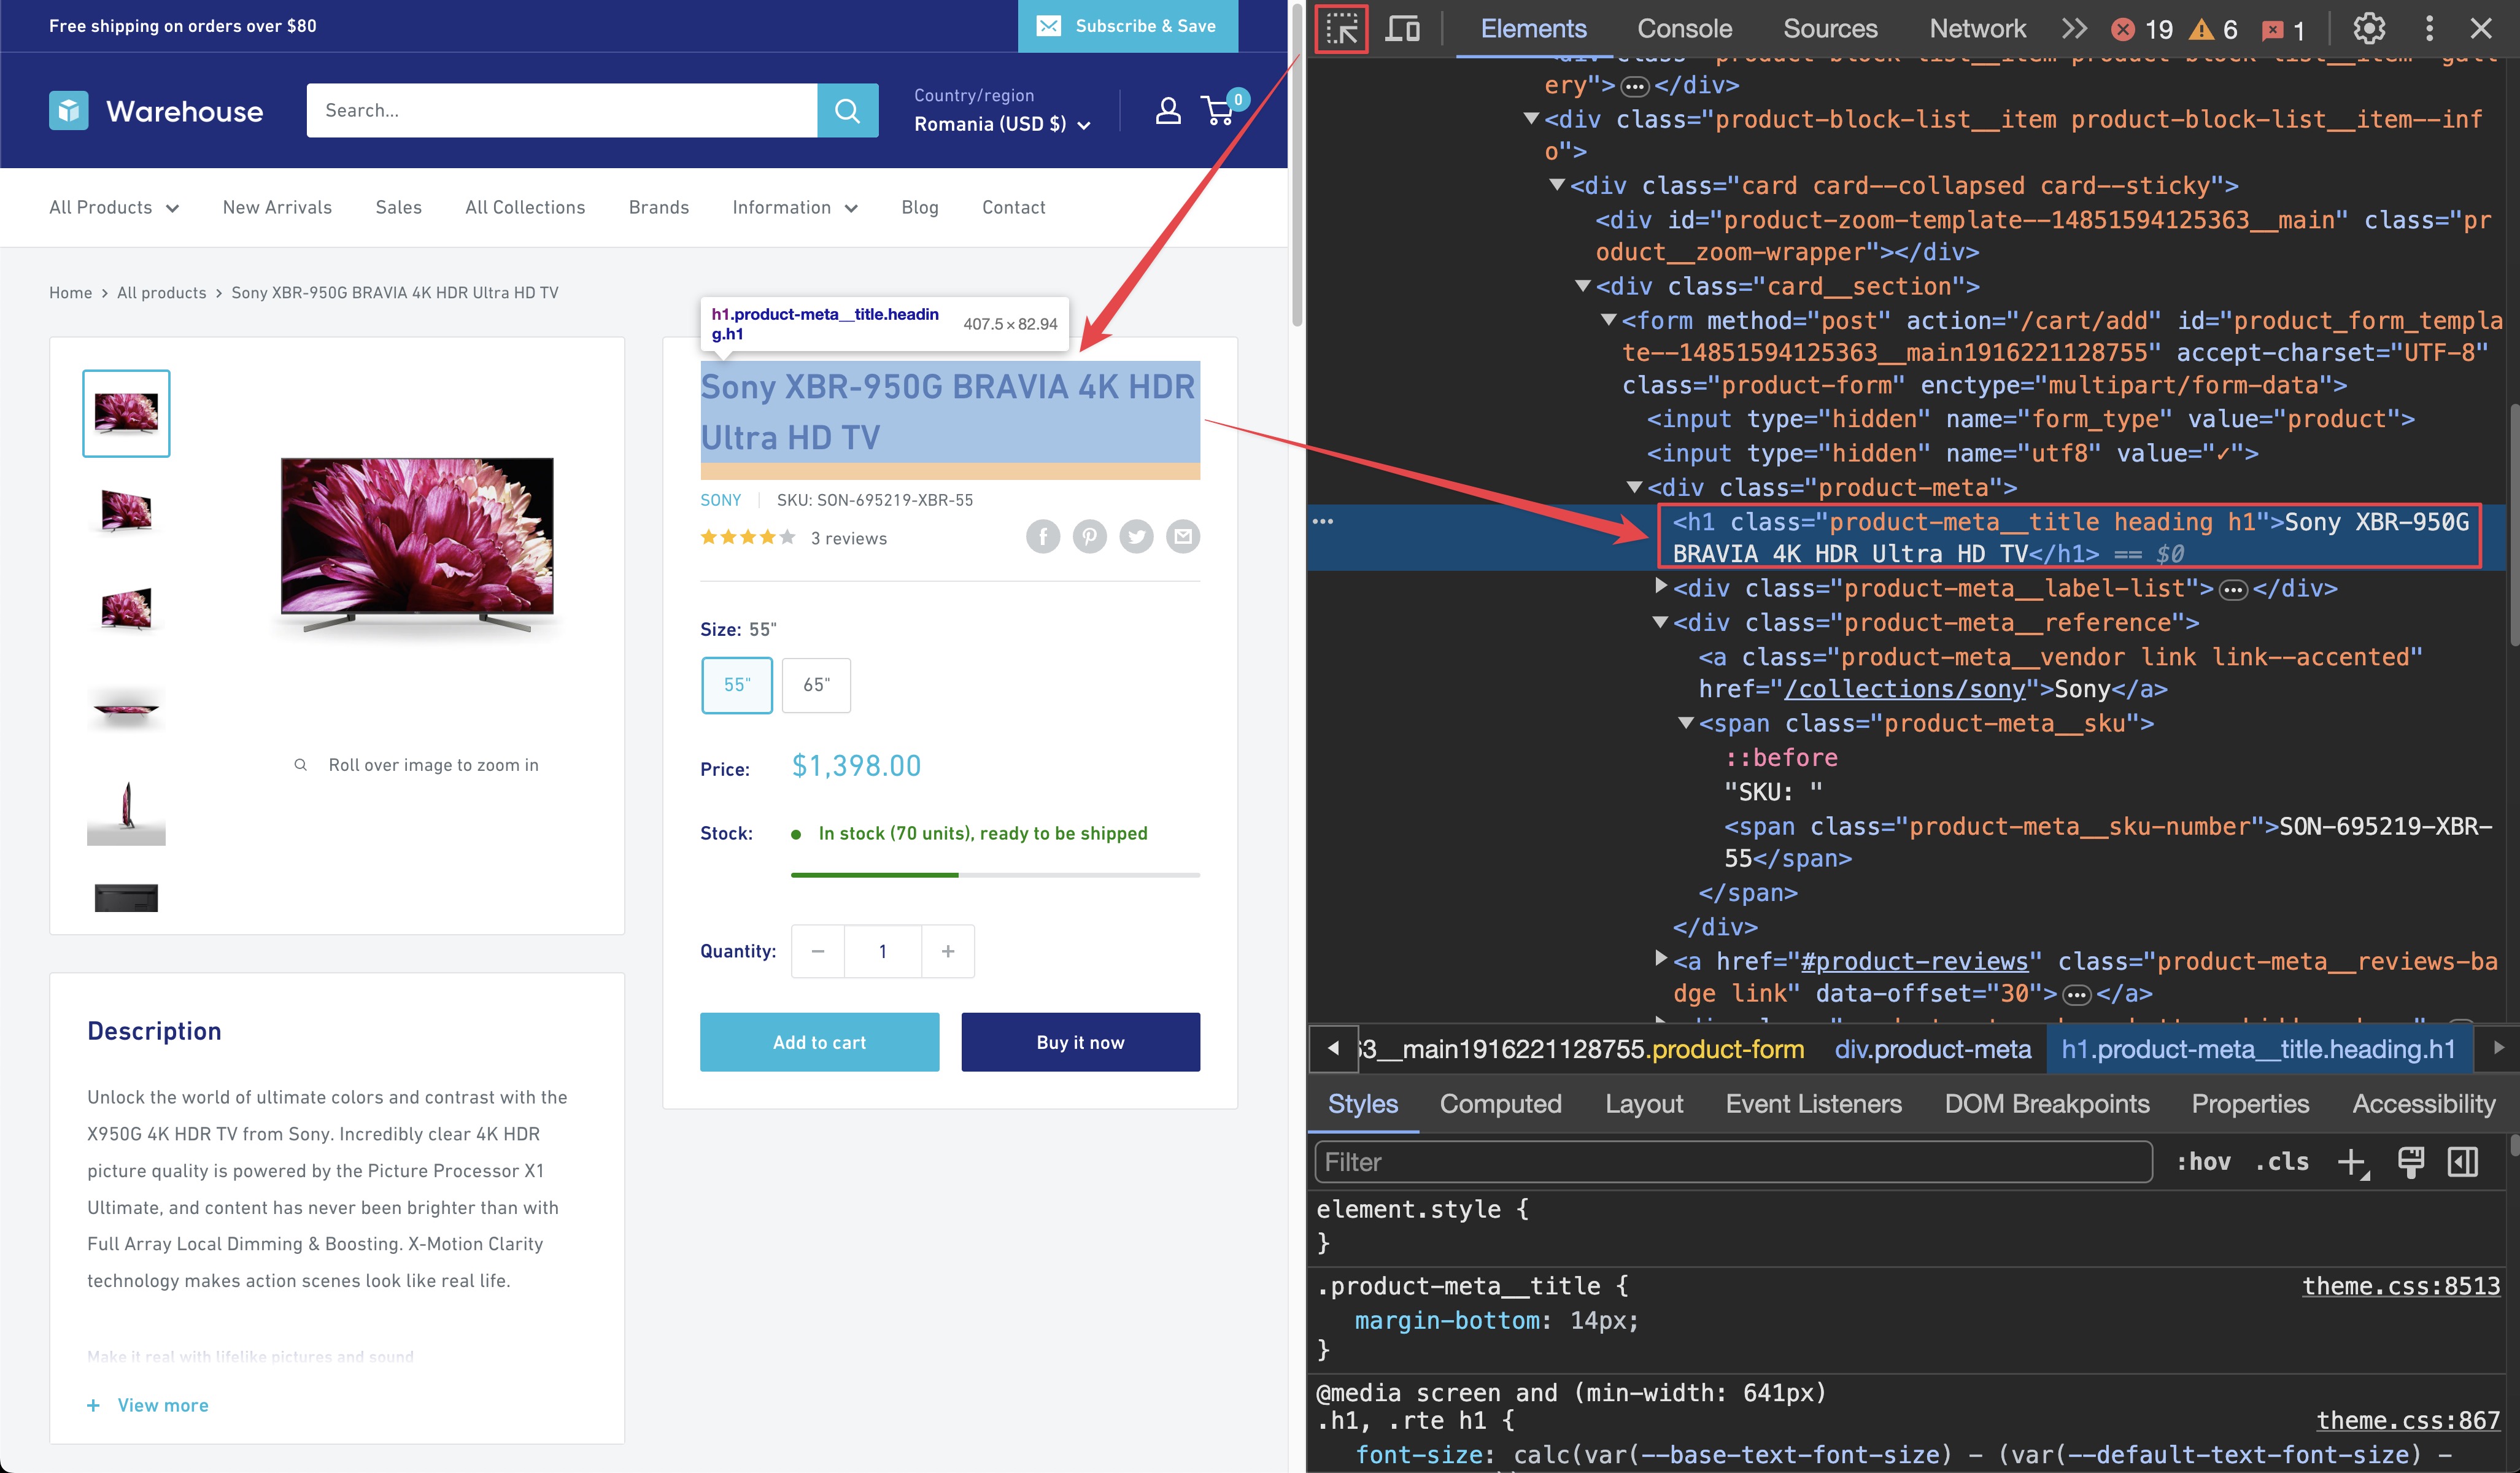 Free shipping on orders over $80
Subscribe & Save
Warehouse
Search...
Country/region
Romania (USD $)
0
All Products
New Arrivals
Sales
All Collections
Brands
Information
Blog
Contact
Home > All products > Sony XBR-950G BRAVIA 4K HDR Ultra HD TV
h1.product-meta__title.headin
g.h1
407.5 × 82.94
Sony XBR-950G BRAVIA 4K HDR
Ultra HD TV
SONY
SKU: SON-695219-XBR-55
3 reviews
Size: 55"
55"
65"
Roll over image to zoom in
Price: $1,398.00
Stock: In stock (70 units), ready to be shipped
Quantity: − 1 +
Add to cart
Buy it now
Description
Unlock the world of ultimate colors and contrast with the
X950G 4K HDR TV from Sony. Incredibly clear 4K HDR
picture quality is powered by the Picture Processor X1
Ultimate, and content has never been brighter than with
Full Array Local Dimming & Boosting. X-Motion Clarity
technology makes action scenes look like real life.
Make it real with lifelike pictures and sound
+ View more
Elements
Console
Sources
Network
19
6
1
ery">…</div>
<div class="product-block-list__item product-block-list__item--inf
o">
<div class="card card--collapsed card--sticky">
<div id="product-zoom-template--14851594125363__main" class="pr
oduct__zoom-wrapper"></div>
<div class="card__section">
<form method="post" action="/cart/add" id="product_form_templa
te--14851594125363__main1916221128755" accept-charset="UTF-8"
class="product-form" enctype="multipart/form-data">
<input type="hidden" name="form_type" value="product">
<input type="hidden" name="utf8" value="✓">
<div class="product-meta">
<h1 class="product-meta__title heading h1">Sony XBR-950G
BRAVIA 4K HDR Ultra HD TV</h1> == $0
<div class="product-meta__label-list">…</div>
<div class="product-meta__reference">
<a class="product-meta__vendor link link--accented"
href="/collections/sony">Sony</a>
<span class="product-meta__sku">
::before
"SKU: "
<span class="product-meta__sku-number">SON-695219-XBR-
55</span>
</span>
</div>
<a href="#product-reviews" class="product-meta__reviews-ba
dge link" data-offset="30">…</a>
3__main1916221128755.product-form
div.product-meta
h1.product-meta__title.heading.h1
Styles
Computed
Layout
Event Listeners
DOM Breakpoints
Properties
Accessibility
Filter
:hov
.cls
element.style {
}
.product-meta__title {
theme.css:8513
margin-bottom: 14px;
}
@media screen and (min-width: 641px)
.h1, .rte h1 {
theme.css:867
font-size: calc(var(--base-text-font-size) - (var(--default-text-font-size) -